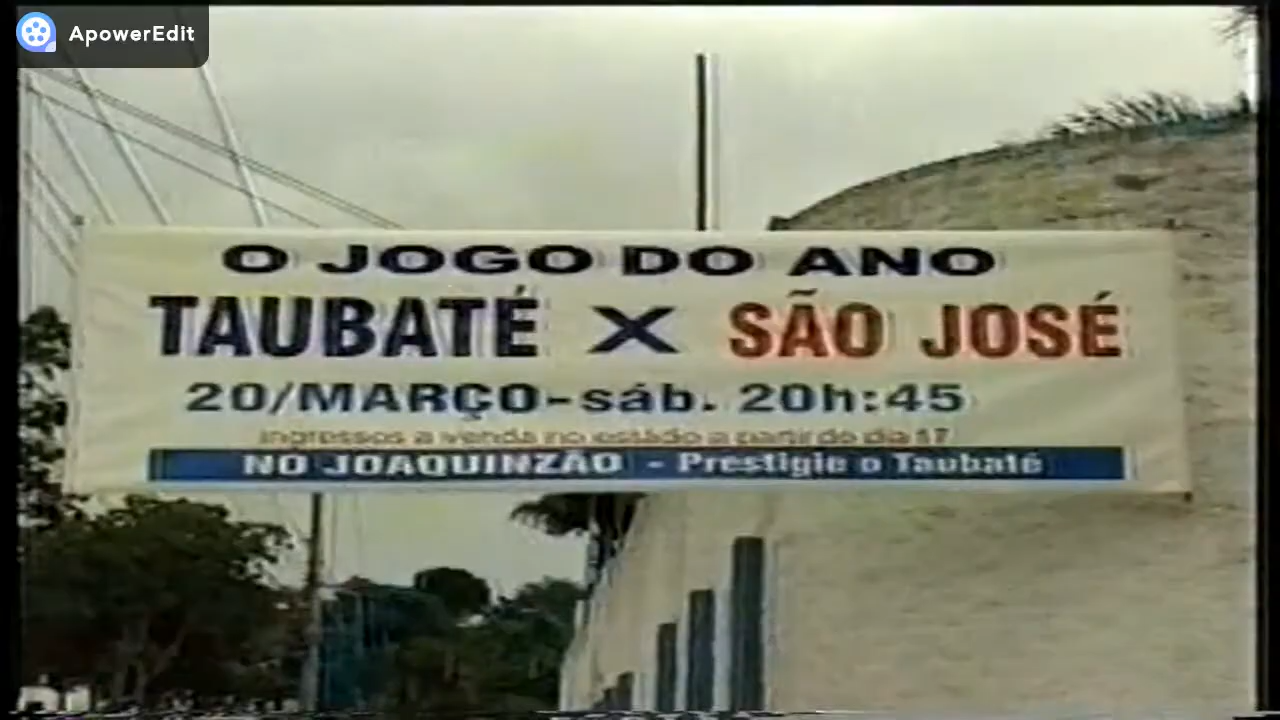 ApowerEdit
O JOGO DO ANO
TAUBATÉ X SÃO JOSÉ
20/MARÇO-sáb. 20h:45
Ingressos a venda no estádo a partir do dia 17
NO JOAQUINZÃO - Prestigie o Taubaté